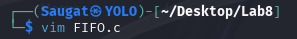 ┌──(Saugat㉿YOLO)-[~/Desktop/Lab8]
└─$ vim FIFO.c